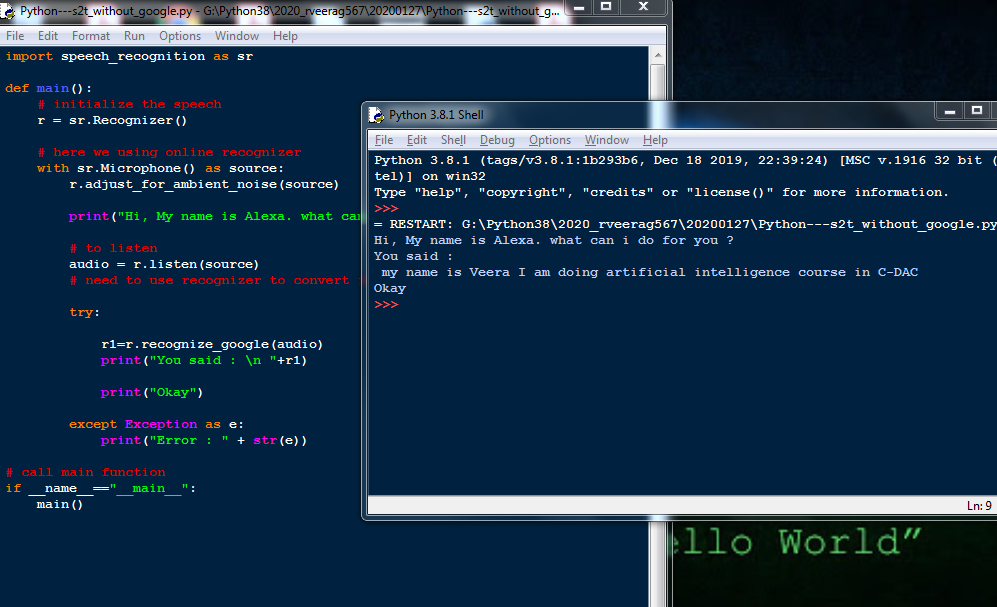 Python---s2t_without_google.py - G:\Python38\2020_rveerag567\20200127\Python---s2t_without_g...
File Edit Format Run Options Window Help
import speech_recognition as sr
def main():
# initialize the speech
r = sr.Recognizer()
# here we using online recognizer
with sr.Microphone() as source:
r.adjust_for_ambient_noise(source)
print("Hi, My name is Alexa. what can
# to listen
audio = r.listen(source)
# need to use recognizer to convert
try:
r1=r.recognize_google(audio)
print("You said : \n "+r1)
print("Okay")
except Exception as e:
print("Error : " + str(e))
# call main function
if __name__=="__main__":
main()
Python 3.8.1 Shell
File Edit Shell Debug Options Window Help
Python 3.8.1 (tags/v3.8.1:1b293b6, Dec 18 2019, 22:39:24) [MSC v.1916 32 bit (
tel)] on win32
Type "help", "copyright", "credits" or "license()" for more information.
>>>
= RESTART: G:\Python38\2020_rveerag567\20200127\Python---s2t_without_google.py
Hi, My name is Alexa. what can i do for you ?
You said :
my name is Veera I am doing artificial intelligence course in C-DAC
Okay
>>>
Ln: 9
ello World”